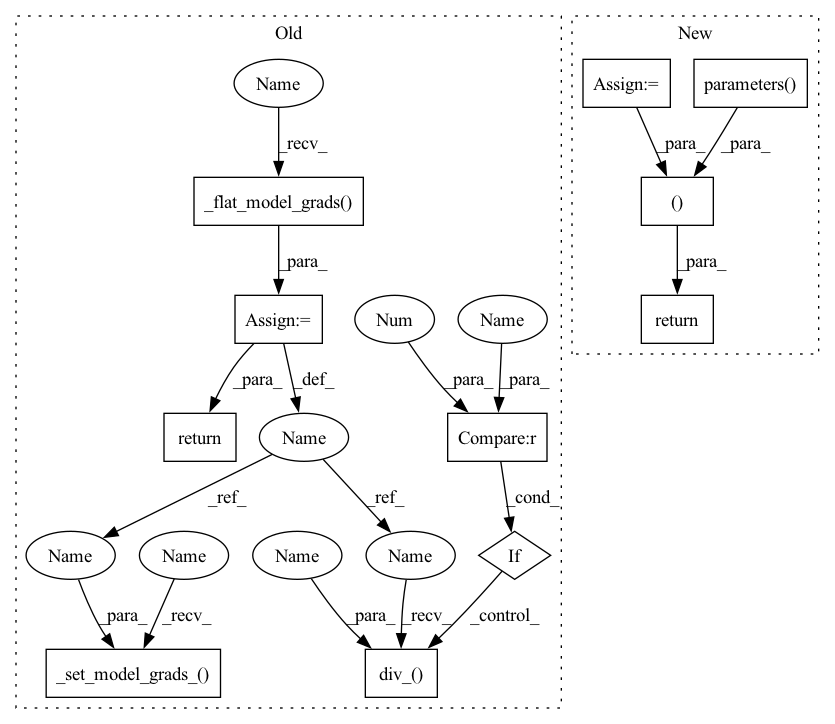 Old
New
Name
Assign:=
parameters()
_recv_
_para_
_para_
_flat_model_grads()
()
_para_
_para_
Assign:=
Num
Name
return
_para_
_def_
_para_
_para_
return
Name
Compare:r
_ref_
_ref_
_cond_
Name
Name
Name
Name
If
_para_
_recv_
_para_
_recv_
_control_
_set_model_grads_()
div_()